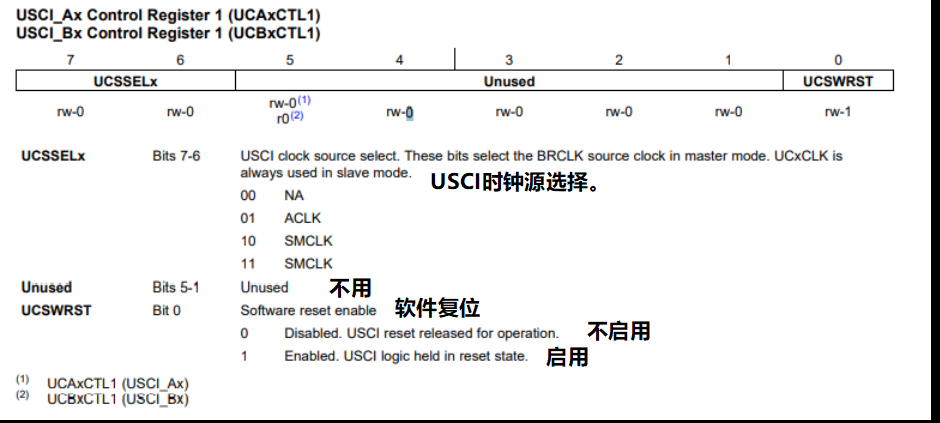 USCI_Ax Control Register 1 (UCAxCTL1)
USCI_Bx Control Register 1 (UCBxCTL1)
7 6 5 4 3 2 1 0
UCSSELx Unused UCSWRST
rw-0 rw-0 rw-0(1) rw-0 rw-0 rw-0 rw-0 rw-1
r0(2)
UCSSELx Bits 7-6 USCI clock source select. These bits select the BRCLK source clock in master mode. UCxCLK is
always used in slave mode.
USCI时钟源选择。
00 NA
01 ACLK
10 SMCLK
11 SMCLK
Unused Bits 5-1 Unused 不用
UCSWRST Bit 0 Software reset enable 软件复位
0 Disabled. USCI reset released for operation. 不启用
1 Enabled. USCI logic held in reset state. 启用
(1) UCAxCTL1 (USCI_Ax)
(2) UCBxCTL1 (USCI_Bx)